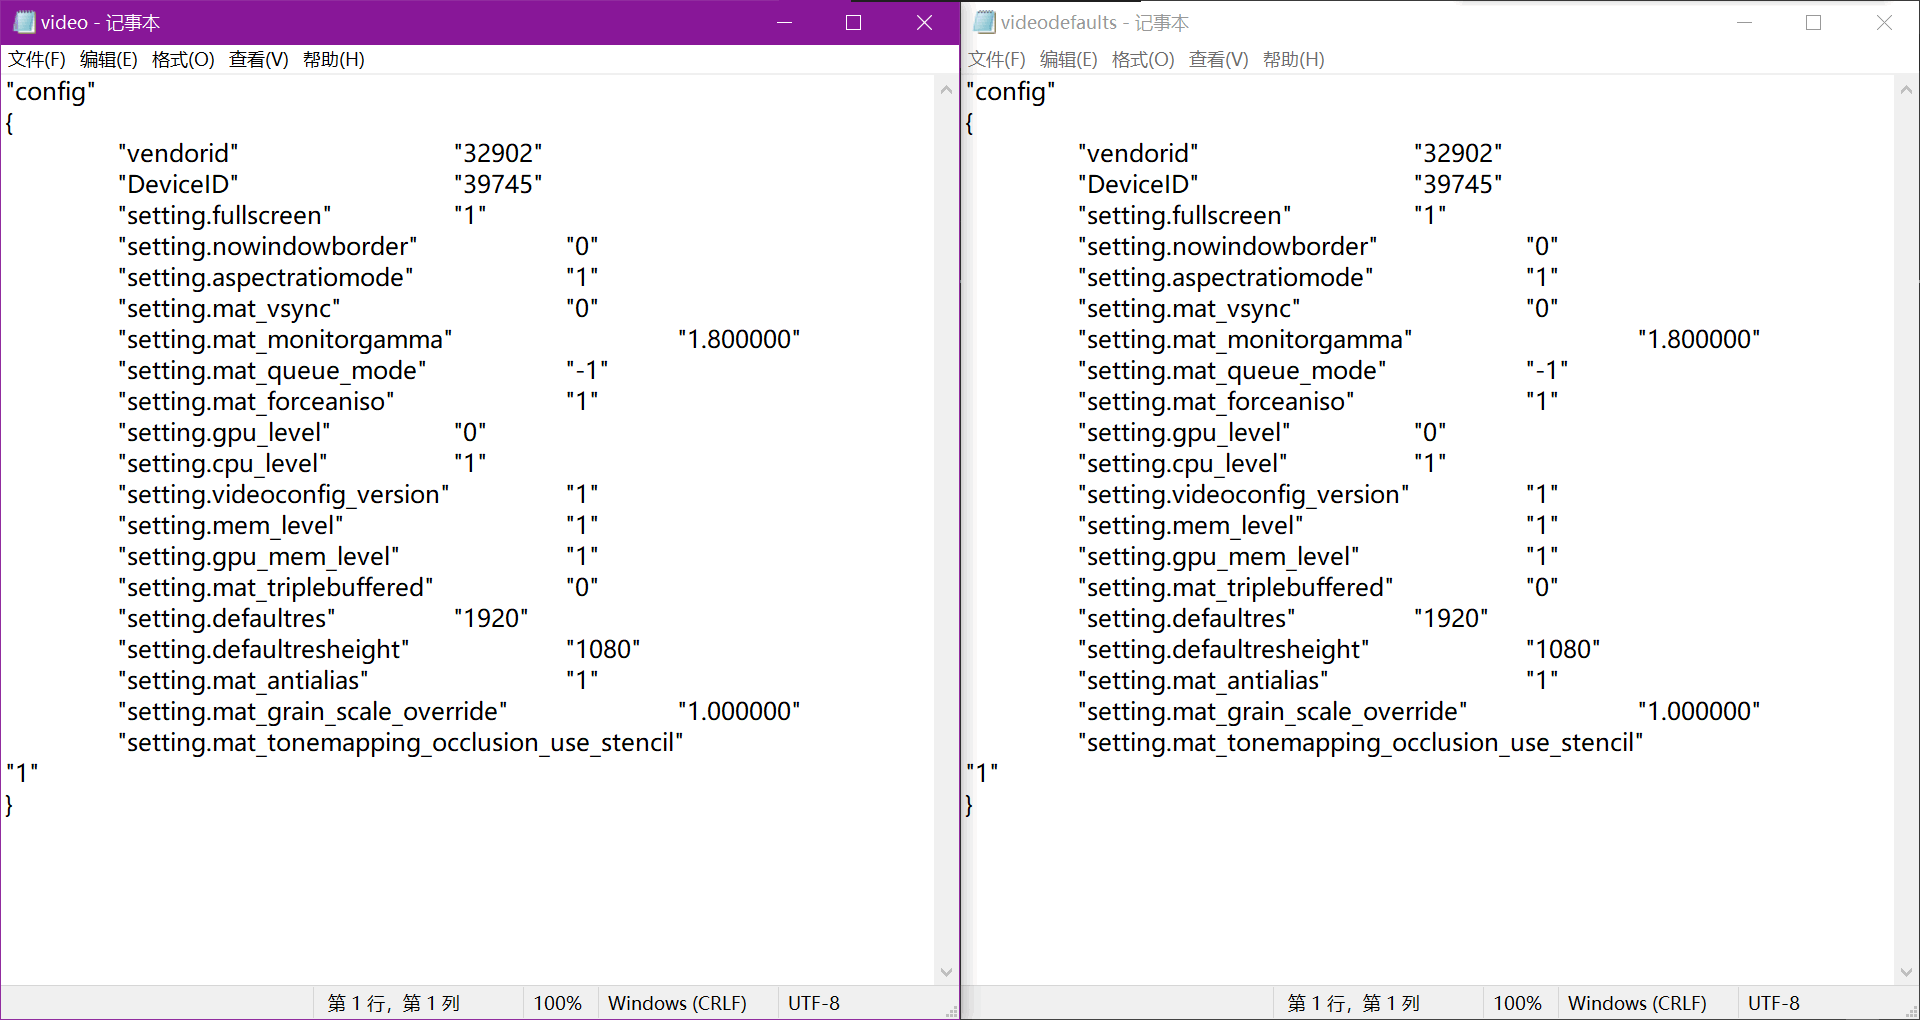 video - 记事本
文件(F) 编辑(E) 格式(O) 查看(V) 帮助(H)
"config"
{
"vendorid" "32902"
"DeviceID" "39745"
"setting.fullscreen" "1"
"setting.nowindowborder" "0"
"setting.aspectratiomode" "1"
"setting.mat_vsync" "0"
"setting.mat_monitorgamma" "1.800000"
"setting.mat_queue_mode" "-1"
"setting.mat_forceaniso" "1"
"setting.gpu_level" "0"
"setting.cpu_level" "1"
"setting.videoconfig_version" "1"
"setting.mem_level" "1"
"setting.gpu_mem_level" "1"
"setting.mat_triplebuffered" "0"
"setting.defaultres" "1920"
"setting.defaultresheight" "1080"
"setting.mat_antialias" "1"
"setting.mat_grain_scale_override" "1.000000"
"setting.mat_tonemapping_occlusion_use_stencil"
"1"
}
第 1 行，第 1 列 100% Windows (CRLF) UTF-8
videodefaults - 记事本
文件(F) 编辑(E) 格式(O) 查看(V) 帮助(H)
"config"
{
"vendorid" "32902"
"DeviceID" "39745"
"setting.fullscreen" "1"
"setting.nowindowborder" "0"
"setting.aspectratiomode" "1"
"setting.mat_vsync" "0"
"setting.mat_monitorgamma" "1.800000"
"setting.mat_queue_mode" "-1"
"setting.mat_forceaniso" "1"
"setting.gpu_level" "0"
"setting.cpu_level" "1"
"setting.videoconfig_version" "1"
"setting.mem_level" "1"
"setting.gpu_mem_level" "1"
"setting.mat_triplebuffered" "0"
"setting.defaultres" "1920"
"setting.defaultresheight" "1080"
"setting.mat_antialias" "1"
"setting.mat_grain_scale_override" "1.000000"
"setting.mat_tonemapping_occlusion_use_stencil"
"1"
}
第 1 行，第 1 列 100% Windows (CRLF) UTF-8